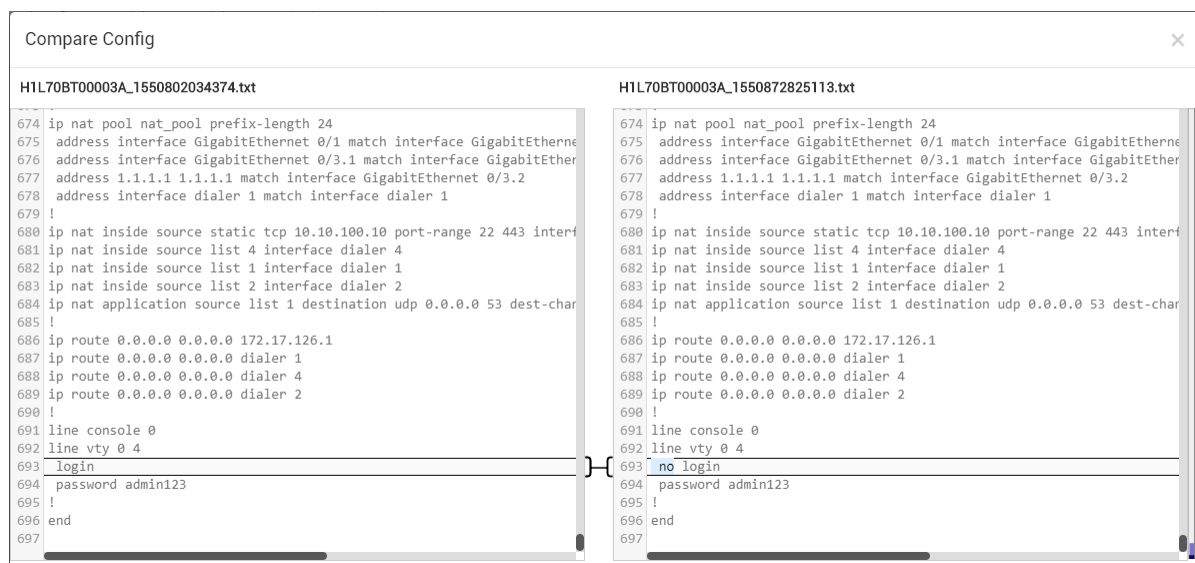 Compare Config
×
H1L70BT00003A_1550802034374.txt
674 ip nat pool nat_pool prefix-length 24
675 address interface GigabitEthernet 0/1 match interface GigabitEtherne
676 address interface GigabitEthernet 0/3.1 match interface GigabitEther
677 address 1.1.1.1 1.1.1.1 match interface GigabitEthernet 0/3.2
678 address interface dialer 1 match interface dialer 1
679 !
680 ip nat inside source static tcp 10.10.100.10 port-range 22 443 interf
681 ip nat inside source list 4 interface dialer 4
682 ip nat inside source list 1 interface dialer 1
683 ip nat inside source list 2 interface dialer 2
684 ip nat application source list 1 destination udp 0.0.0.0 53 dest-chan
685 !
686 ip route 0.0.0.0 0.0.0.0 172.17.126.1
687 ip route 0.0.0.0 0.0.0.0 dialer 1
688 ip route 0.0.0.0 0.0.0.0 dialer 4
689 ip route 0.0.0.0 0.0.0.0 dialer 2
690 !
691 line console 0
692 line vty 0 4
693 login
694 password admin123
695 !
696 end
697
H1L70BT00003A_1550872825113.txt
674 ip nat pool nat_pool prefix-length 24
675 address interface GigabitEthernet 0/1 match interface GigabitEtherne
676 address interface GigabitEthernet 0/3.1 match interface GigabitEther
677 address 1.1.1.1 1.1.1.1 match interface GigabitEthernet 0/3.2
678 address interface dialer 1 match interface dialer 1
679 !
680 ip nat inside source static tcp 10.10.100.10 port-range 22 443 interf
681 ip nat inside source list 4 interface dialer 4
682 ip nat inside source list 1 interface dialer 1
683 ip nat inside source list 2 interface dialer 2
684 ip nat application source list 1 destination udp 0.0.0.0 53 dest-chan
685 !
686 ip route 0.0.0.0 0.0.0.0 172.17.126.1
687 ip route 0.0.0.0 0.0.0.0 dialer 1
688 ip route 0.0.0.0 0.0.0.0 dialer 4
689 ip route 0.0.0.0 0.0.0.0 dialer 2
690 !
691 line console 0
692 line vty 0 4
693 no login
694 password admin123
695 !
696 end
697